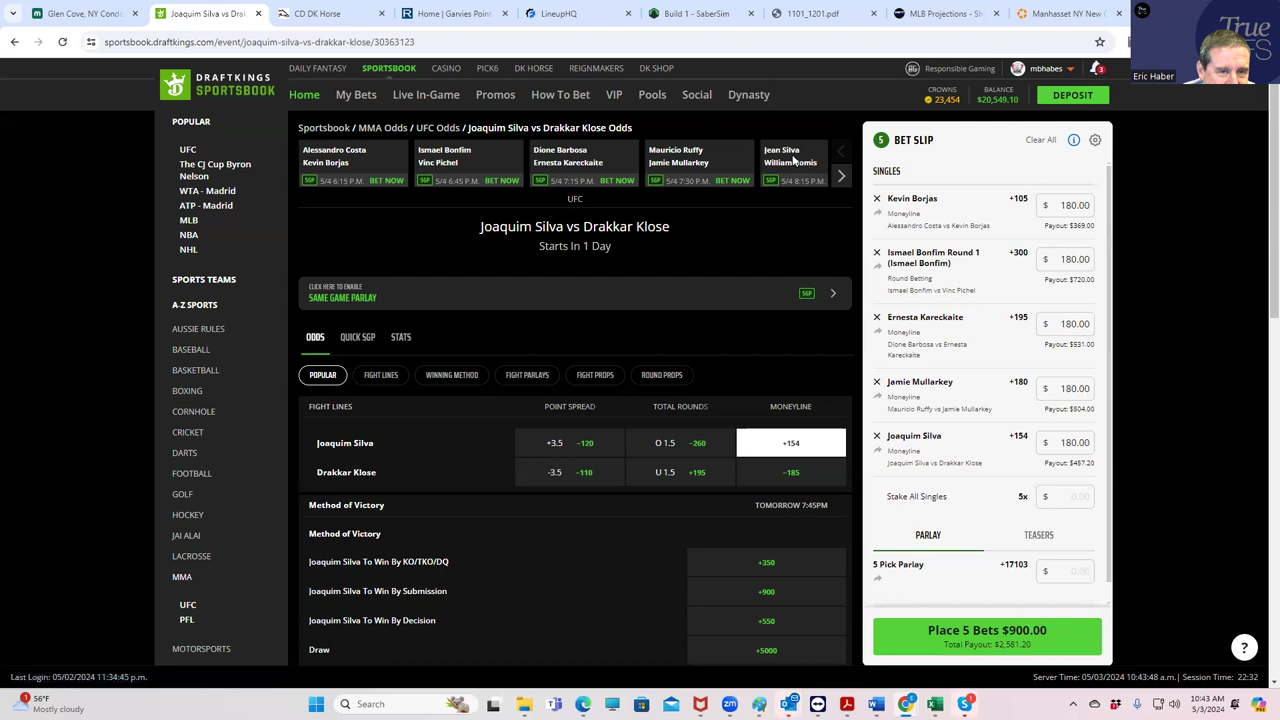 Glen Cove, NY Condo
Joaquim Silva vs Drakka
CD DK Horse
Home | Garvies Point
LineupHQ
Build 1 - SaberSim
1101_1201.pdf
MLB Projections - Sh
Manhasset NY New C
sportsbook.draftkings.com/event/joaquim-silva-vs-drakkar-klose/30363123
True
Eric Haber
DRAFTKINGS
SPORTSBOOK
DAILY FANTASY SPORTSBOOK CASINO PICK6 DK HORSE REIGNMAKERS DK SHOP
Responsible Gaming mbhabes 3
Home My Bets Live In-Game Promos How To Bet VIP Pools Social Dynasty
CROWNS
23,454
BALANCE
$20,549.10
DEPOSIT
POPULAR
UFC
The CJ Cup Byron
Nelson
WTA - Madrid
ATP - Madrid
MLB
NBA
NHL
SPORTS TEAMS
A-Z SPORTS
AUSSIE RULES
BASEBALL
BASKETBALL
BOXING
CORNHOLE
CRICKET
DARTS
FOOTBALL
GOLF
HOCKEY
JAI ALAI
LACROSSE
MMA
UFC
PFL
MOTORSPORTS
Sportsbook / MMA Odds / UFC Odds / Joaquim Silva vs Drakkar Klose Odds
Alessandro Costa
Kevin Borjas
SGP 5/4 6:15 P.M. BET NOW
Ismael Bonfim
Vinc Pichel
SGP 5/4 6:45 P.M. BET NOW
Dione Barbosa
Ernesta Kareckaite
SGP 5/4 7:15 P.M. BET NOW
Mauricio Ruffy
Jamie Mullarkey
SGP 5/4 7:30 P.M. BET NOW
Jean Silva
William Gomis
SGP 5/4 8:15 P.M.
UFC
Joaquim Silva vs Drakkar Klose
Starts In 1 Day
CLICK HERE TO ENABLE
SAME GAME PARLAY
SGP
ODDS QUICK SGP STATS
POPULAR FIGHT LINES WINNING METHOD FIGHT PARLAYS FIGHT PROPS ROUND PROPS
FIGHT LINES POINT SPREAD TOTAL ROUNDS MONEYLINE
Joaquim Silva +3.5 −120 O 1.5 −260 +154
Drakkar Klose -3.5 −110 U 1.5 +195 −185
Method of Victory TOMORROW 7:45PM
Method of Victory
Joaquim Silva To Win By KO/TKO/DQ +350
Joaquim Silva To Win By Submission +900
Joaquim Silva To Win By Decision +550
Draw +5000
5 BET SLIP Clear All
SINGLES
Kevin Borjas +105 $ 180.00
Moneyline
Alessandro Costa vs Kevin Borjas Payout: $369.00
Ismael Bonfim Round 1 +300 $ 180.00
(Ismael Bonfim)
Round Betting
Ismael Bonfim vs Vinc Pichel Payout: $720.00
Ernesta Kareckaite +195 $ 180.00
Moneyline
Dione Barbosa vs Ernesta Payout: $531.00
Kareckaite
Jamie Mullarkey +180 $ 180.00
Moneyline
Mauricio Ruffy vs Jamie Mullarkey Payout: $504.00
Joaquim Silva +154 $ 180.00
Moneyline
Joaquim Silva vs Drakkar Klose Payout: $457.20
Stake All Singles 5x $ 0.00
PARLAY TEASERS
5 Pick Parlay +17103 $ 0.00
Place 5 Bets $900.00
Total Payout: $2,581.20
?
Last Login: 05/02/2024 11:34:45 p.m.
Server Time: 05/03/2024 10:43:48 a.m.| Session Time: 22:32
56°F
Mostly cloudy
Search
10:43 AM
5/3/2024